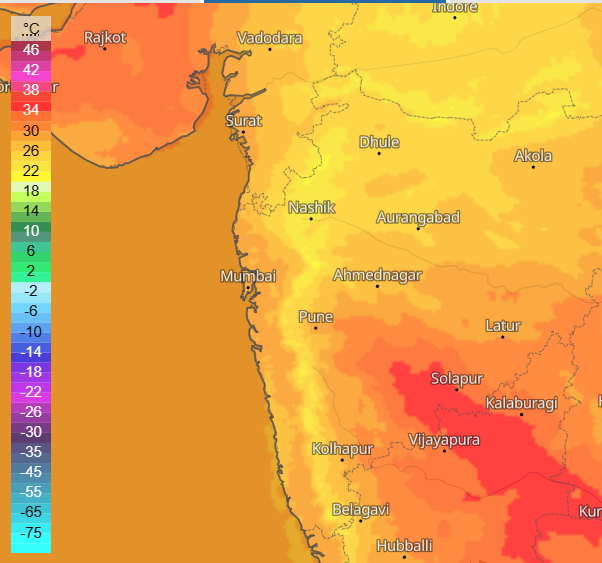 Indore
°C
Rajkot
Vadodara
46
42
38
34
30
26
22
18
14
10
6
2
-2
-6
-10
-14
-18
-22
-26
-30
-35
-45
-55
-65
-75
Surat
Dhule
Akola
Nashik
Aurangabad
Mumbai
Ahmednagar
Pune
Latur
Solapur
Kalaburagi
Vijayapura
Kolhapur
Belagavi
Kur
Hubballi